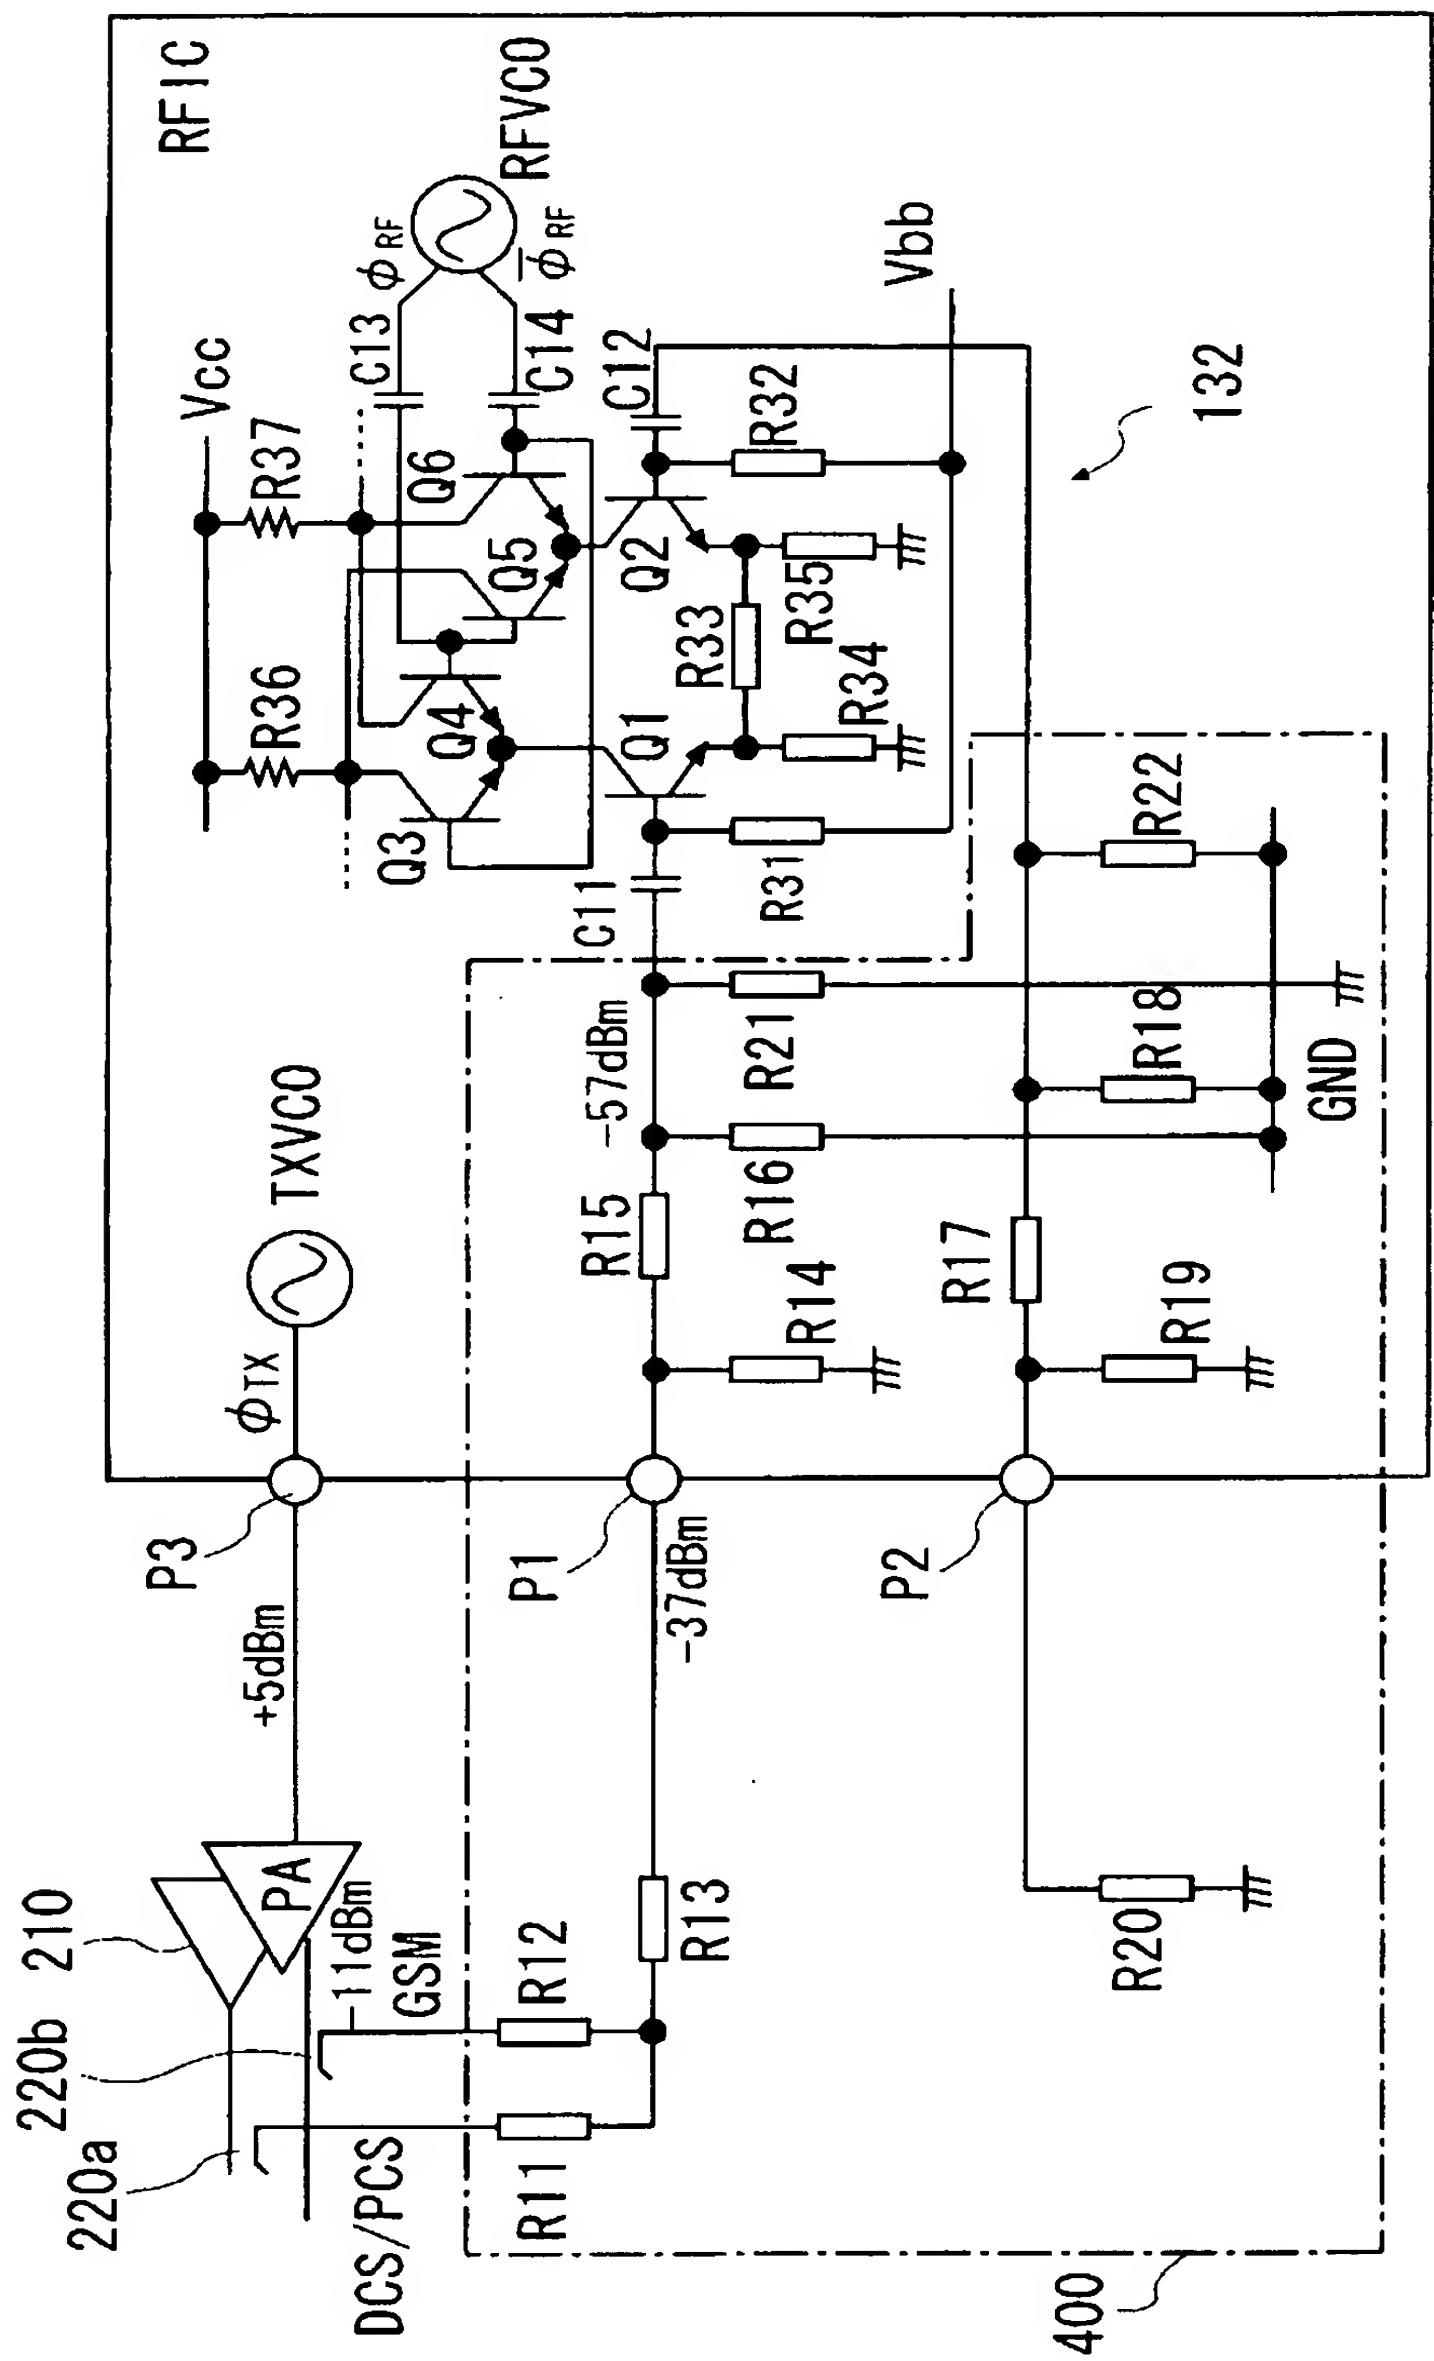 RFIC
Vcc
R36
R37
C13
φRF
RFVCO
φRF
C14
Q3
Q4
Q5
Q6
C12
Q1
Q2
R32
R33
R34
R35
Vbb
132
C11
R31
TXVCO
φTX
-57dBm
R15
R21
R16
R14
R22
R18
GND
R17
R19
P3
+5dBm
P1
-37dBm
P2
210
PA
220b
220a
-11dBm
GSM
DCS/PCS
R12
R11
R13
R20
400